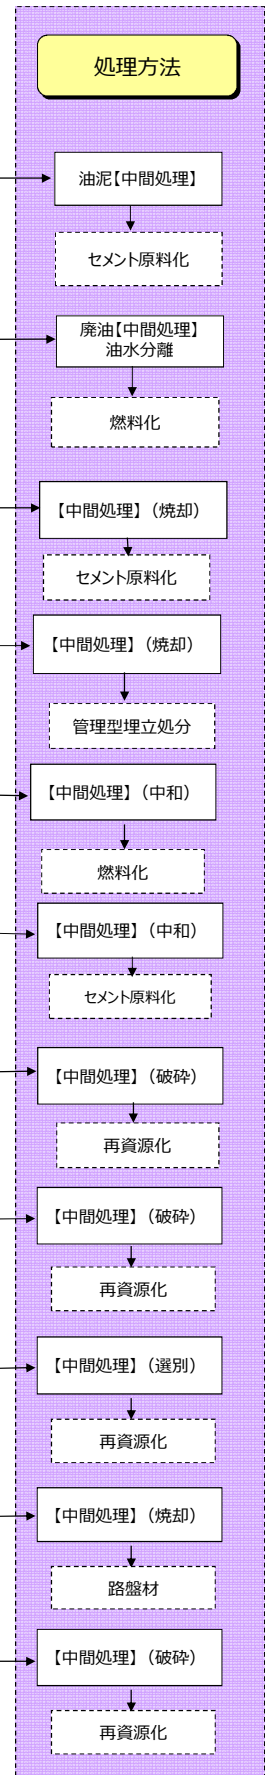 処理方法
油泥【中間処理】
セメント原料化
廃油【中間処理】
油水分離
燃料化
【中間処理】（焼却）
セメント原料化
【中間処理】（焼却）
管理型埋立処分
【中間処理】（中和）
燃料化
【中間処理】（中和）
セメント原料化
【中間処理】（破砕）
再資源化
【中間処理】（破砕）
再資源化
【中間処理】（選別）
再資源化
【中間処理】（焼却）
路盤材
【中間処理】（破砕）
再資源化